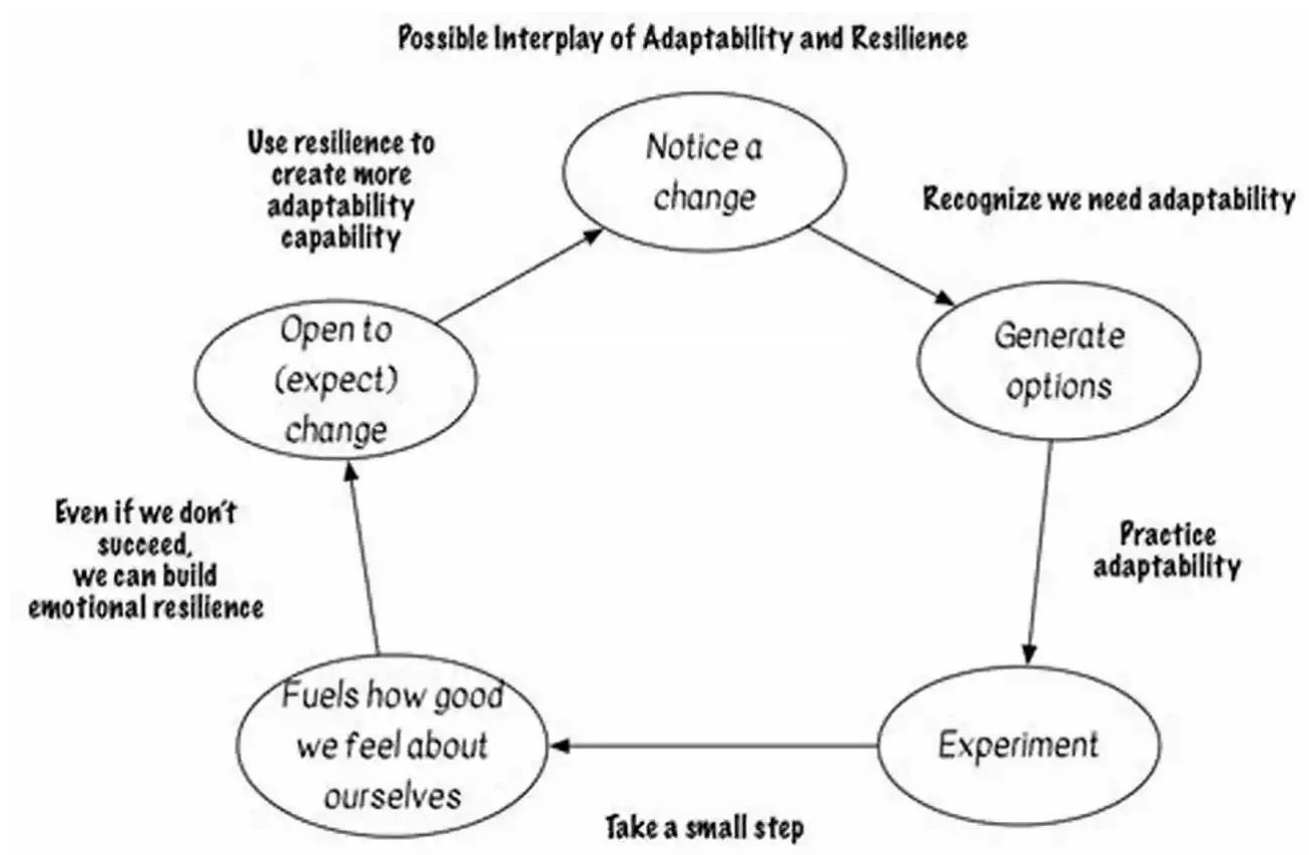 Possible Interplay of Adaptability and Resilience
Notice a
change
Recognize we need adaptability
Generate
options
Practice
adaptability
Experiment
Take a small step
Fuels how good
we feel about
ourselves
Even if we don't
succeed,
we can build
emotional resilience
Open to
(expect)
change
Use resilience to
create more
adaptability
capability